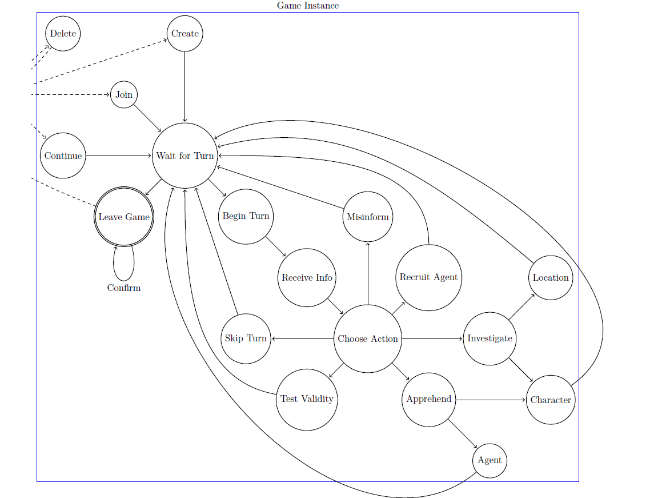 Game Instance
Delete
Create
Join
Continue
Wait for Turn
Leave Game
Begin Turn
Misinform
Confirm
Receive Info
Recruit Agent
Location
Skip Turn
Choose Action
Investigate
Test Validity
Apprehend
Character
Agent